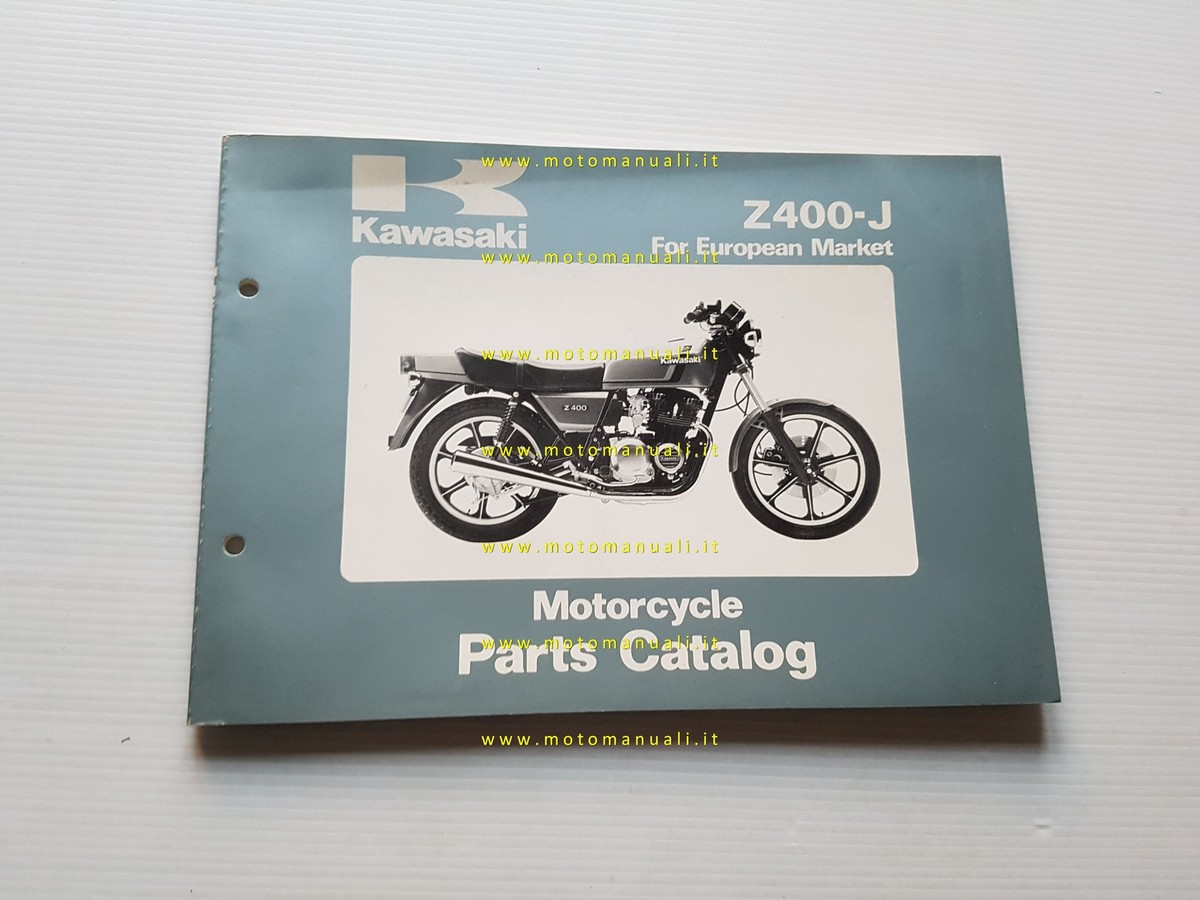 www.motomanuali.it
Kawasaki
Z400-J
For European Market
www.motomanuali.it
www.motomanuali.it
Kawasaki
Z 400
www.motomanuali.it
www.motomanuali.it
Motorcycle
www.motomanuali.it
Parts Catalog
www.motomanuali.it